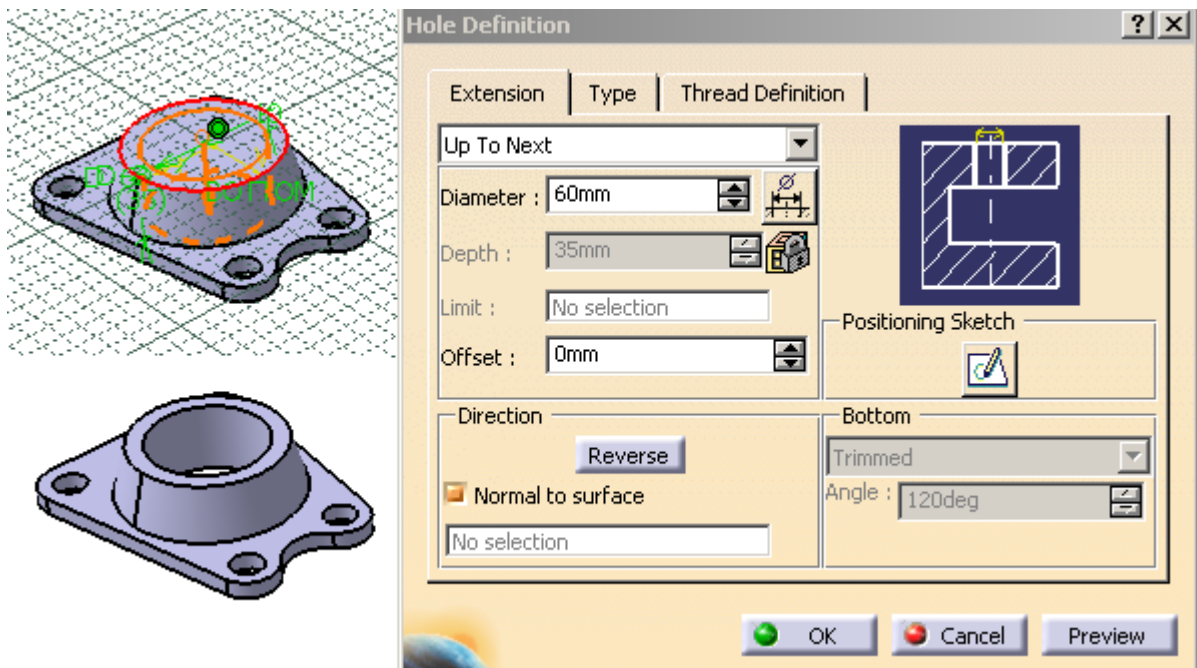 Hole Definition
Extension
Type
Thread Definition
Up To Next
Diameter :
60mm
Depth :
35mm
Limit :
No selection
Offset :
0mm
Positioning Sketch
Direction
Reverse
Normal to surface
No selection
Bottom
Trimmed
Angle :
120deg
OK
Cancel
Preview
BOTTOM